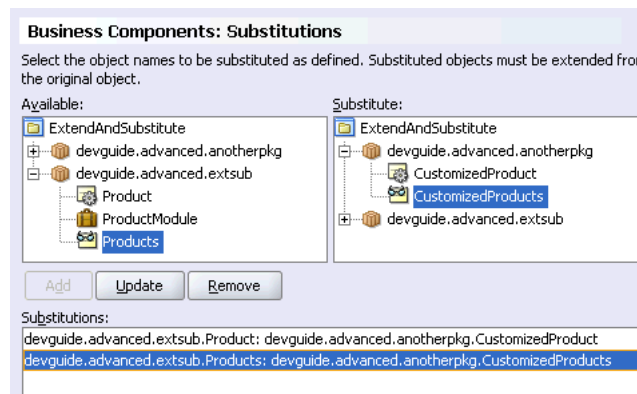 Business Components: Substitutions
Select the object names to be substituted as defined. Substituted objects must be extended from
the original object.
Available:
Substitute:
ExtendAndSubstitute
devguide.advanced.anotherpkg
devguide.advanced.extsub
Product
ProductModule
Products
ExtendAndSubstitute
devguide.advanced.anotherpkg
CustomizedProduct
CustomizedProducts
devguide.advanced.extsub
Add Update Remove
Substitutions:
devguide.advanced.extsub.Product: devguide.advanced.anotherpkg.CustomizedProduct
devguide.advanced.extsub.Products: devguide.advanced.anotherpkg.CustomizedProducts